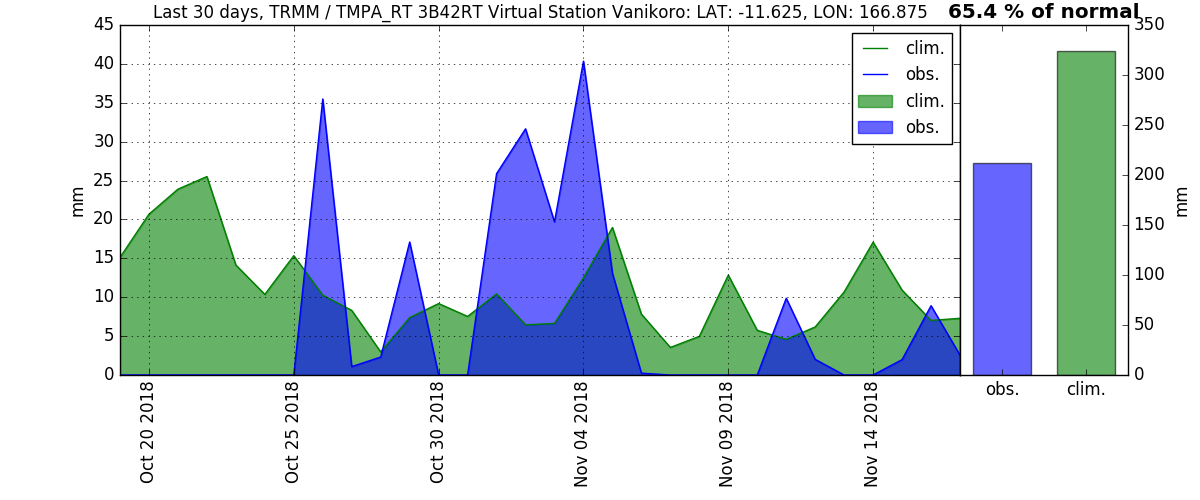 Last 30 days, TRMM / TMPA_RT 3B42RT Virtual Station Vanikoro: LAT: -11.625, LON: 166.875
65.4 % of normal
45
40
35
30
25
20
15
10
5
0
mm
clim.
obs.
clim.
obs.
Oct 20 2018
Oct 25 2018
Oct 30 2018
Nov 04 2018
Nov 09 2018
Nov 14 2018
350
300
250
200
150
100
50
0
mm
obs.
clim.